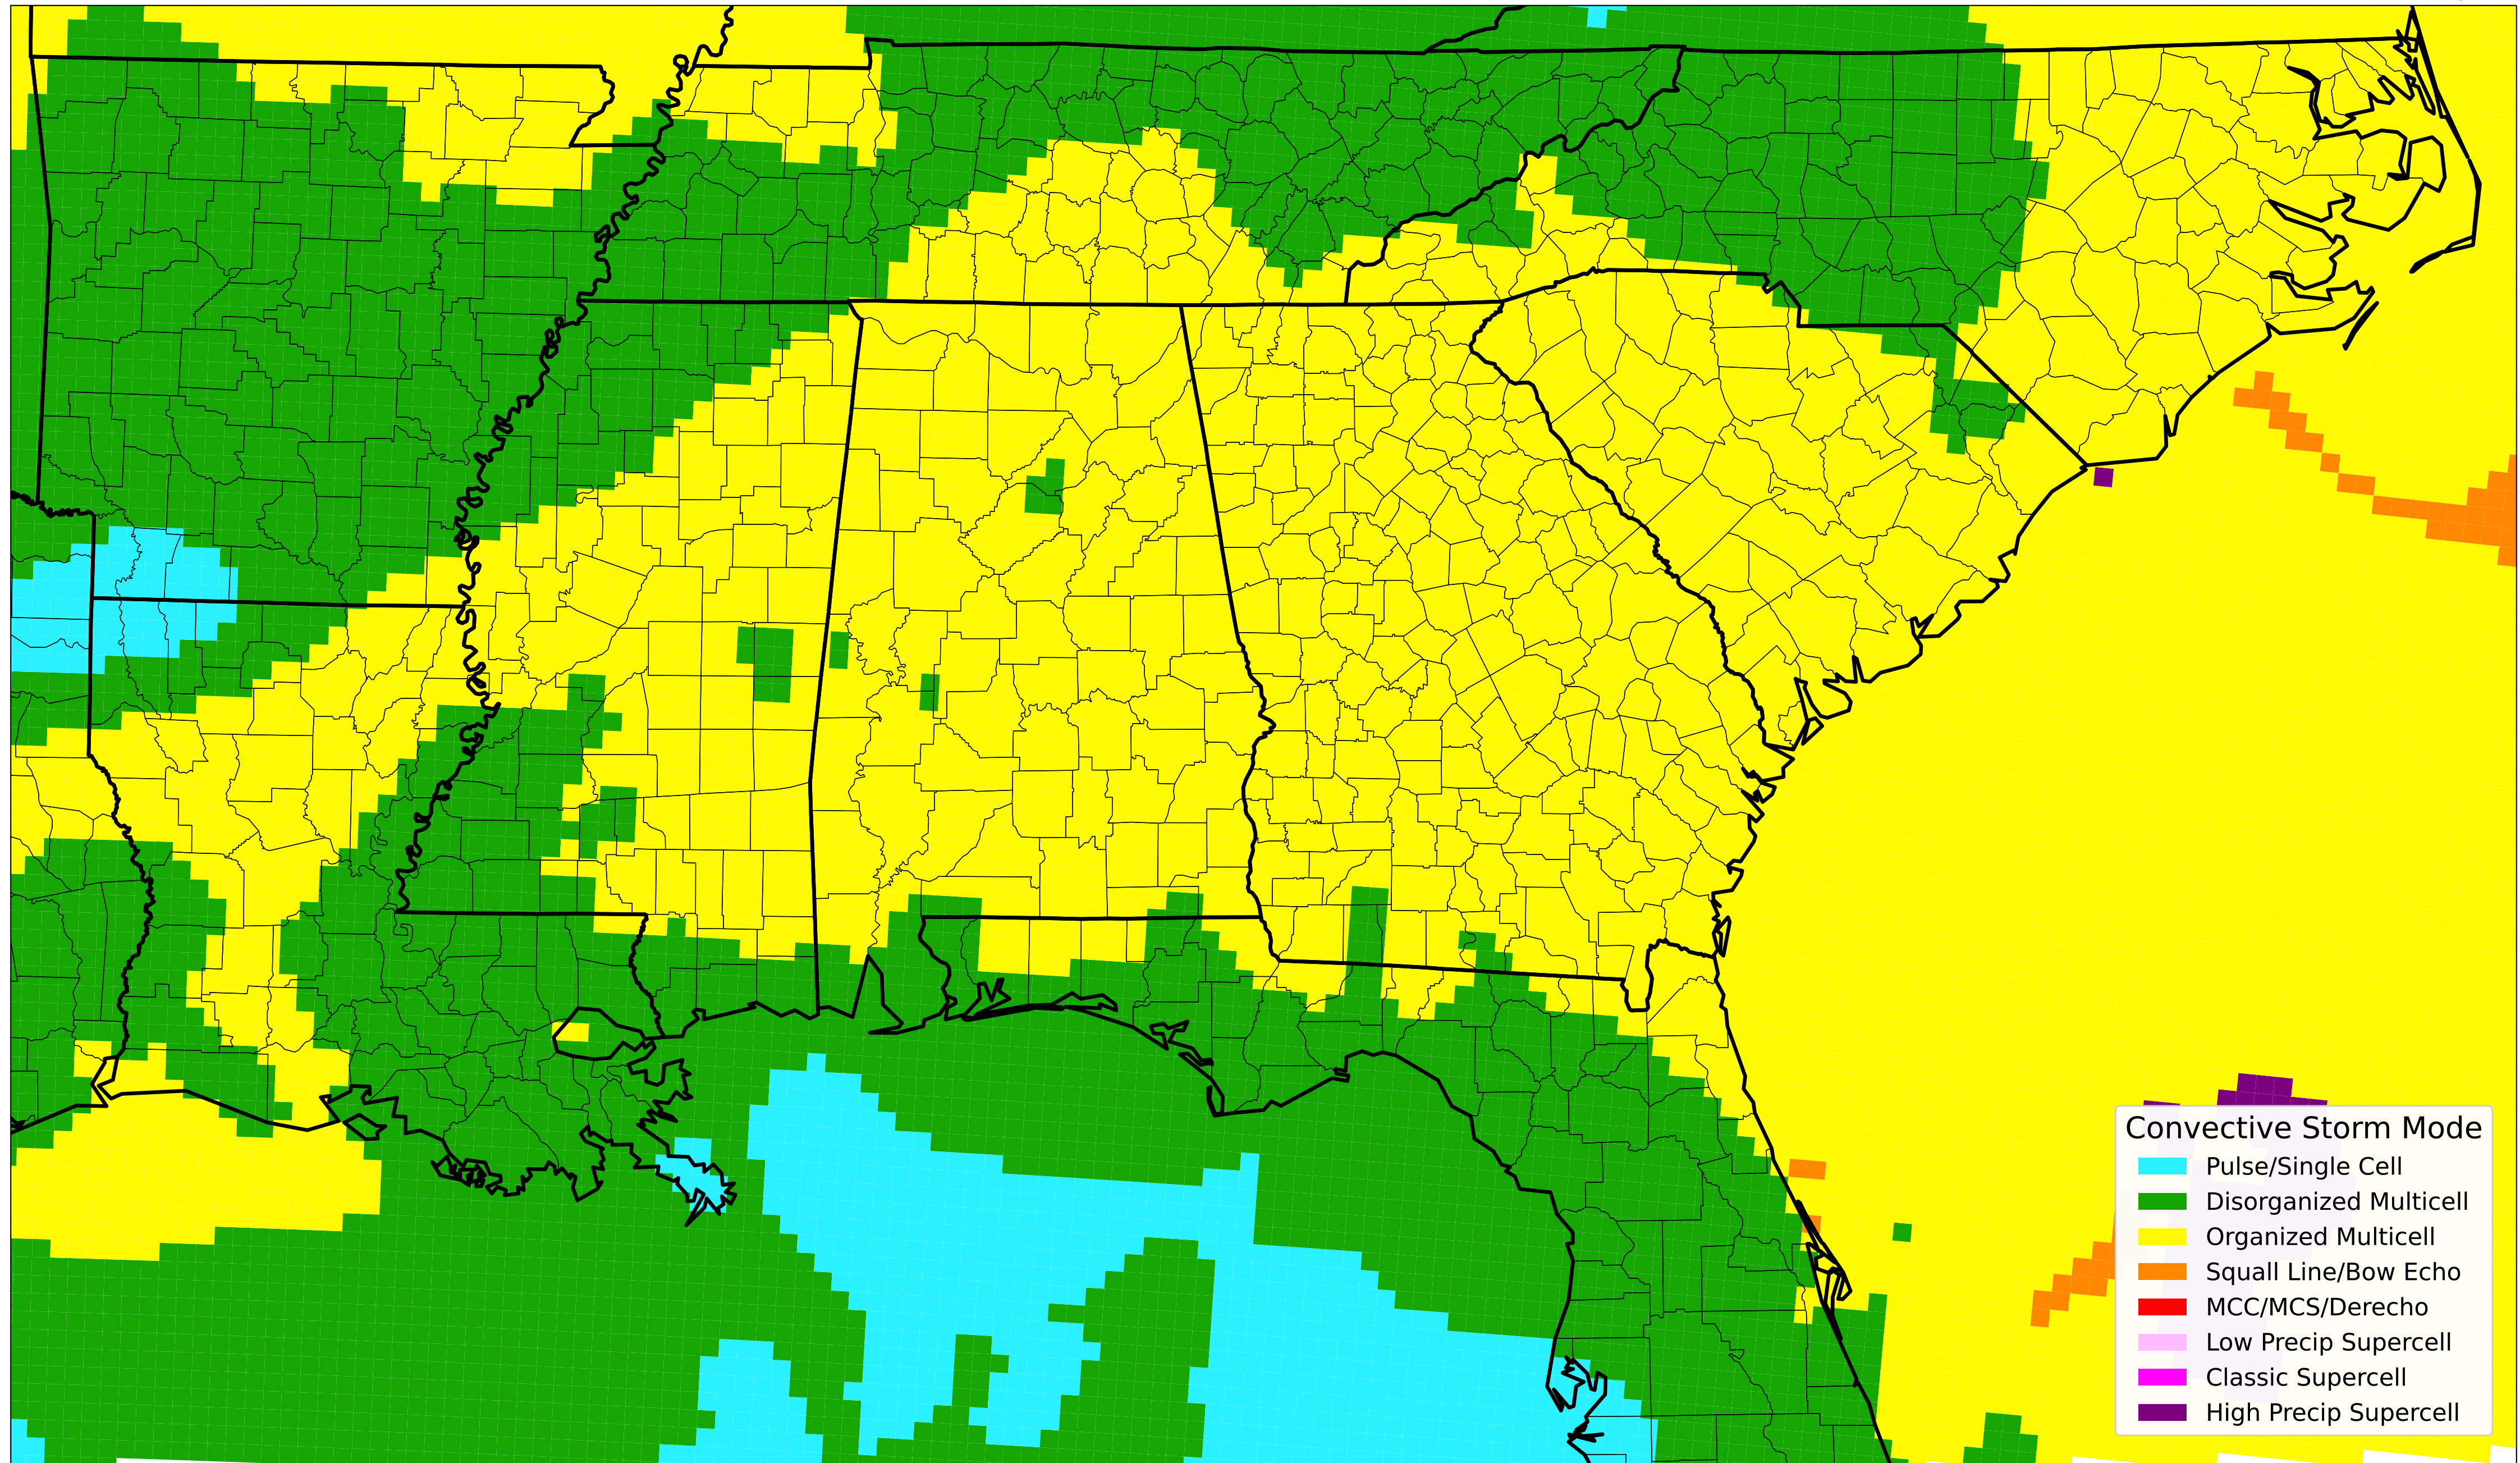 Convective Storm Mode
Pulse/Single Cell
Disorganized Multicell
Organized Multicell
Squall Line/Bow Echo
MCC/MCS/Derecho
Low Precip Supercell
Classic Supercell
High Precip Supercell